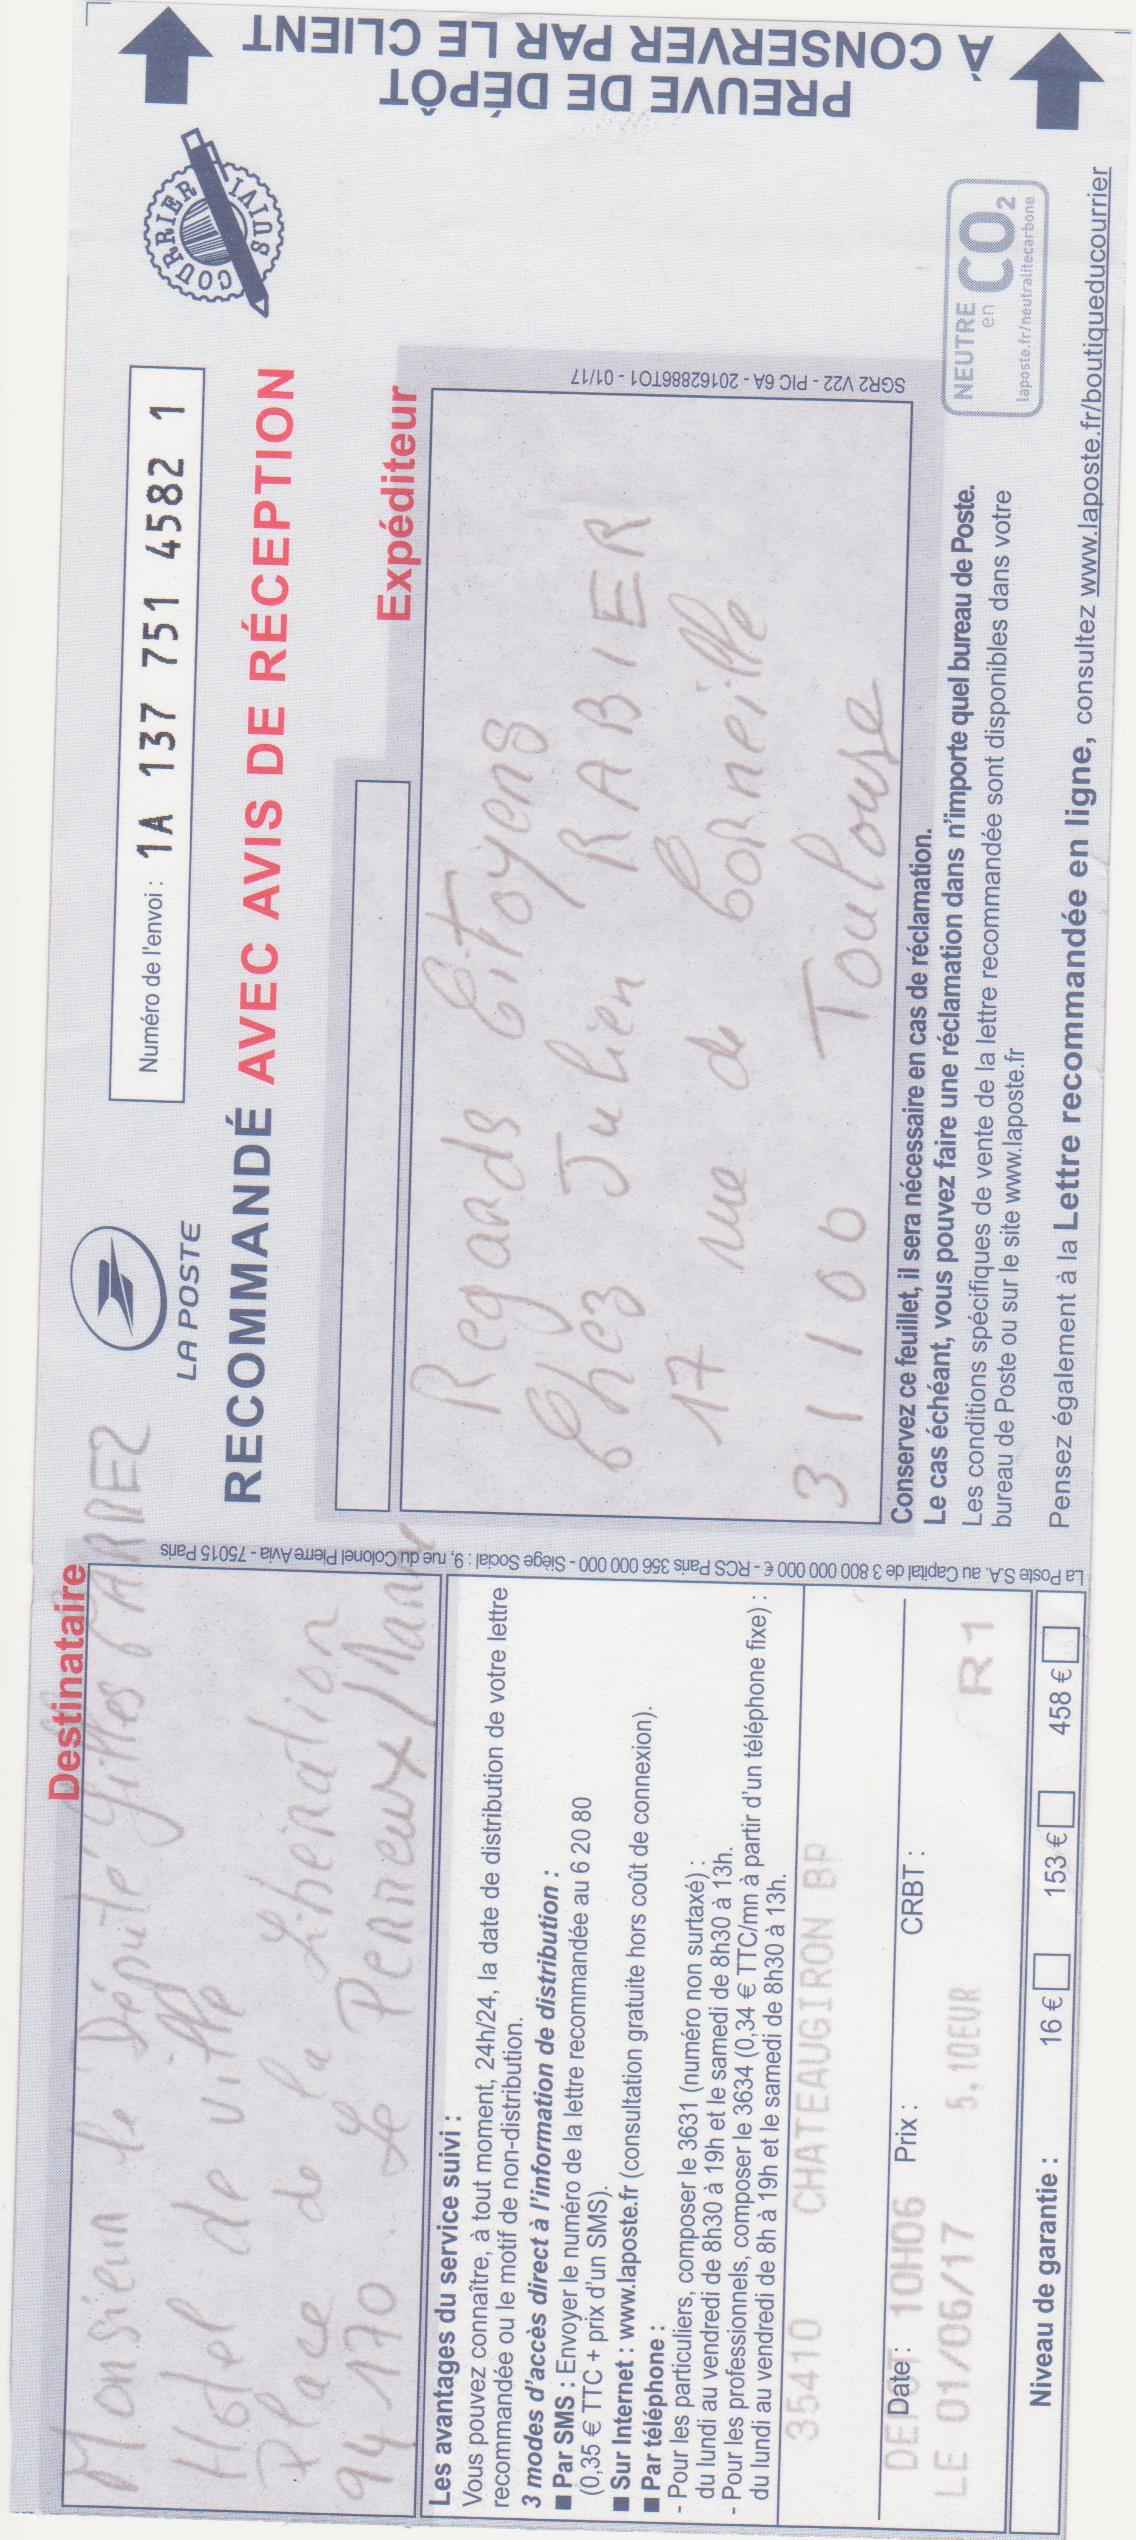 PREUVE DE DÉPÔT
À CONSERVER PAR LE CLIENT
COURRIER SUIVI
LA POSTE
Numéro de l'envoi : 1A 137 751 4582 1
RECOMMANDÉ AVEC AVIS DE RÉCEPTION
Destinataire
Monsieur le Député Gilles CARREZ
Hôtel de ville
Place de la Libération
94170 Le Perreux/Marne
Expéditeur
Regards Citoyens
Chez Julien RABIER
17 rue de Corneille
31100 Toulouse
SGR2 V22 - PIC 6A - 20162886TO1 - 01/17
La Poste S.A. au Capital de 3 800 000 000 € - RCS Paris 356 000 000 - Siège Social : 9, rue du Colonel Pierre Avia - 75015 Paris
Les avantages du service suivi :
Vous pouvez connaître, à tout moment, 24h/24, la date de distribution de votre lettre
recommandée ou le motif de non-distribution.
3 modes d'accès direct à l'information de distribution :
■ Par SMS : Envoyer le numéro de la lettre recommandée au 6 20 80
(0,35 € TTC + prix d'un SMS).
■ Sur Internet : www.laposte.fr (consultation gratuite hors coût de connexion).
■ Par téléphone :
- Pour les particuliers, composer le 3631 (numéro non surtaxé) :
du lundi au vendredi de 8h30 à 19h et le samedi de 8h30 à 13h.
- Pour les professionnels, composer le 3634 (0,34 € TTC/mn à partir d'un téléphone fixe) :
du lundi au vendredi de 8h à 19h et le samedi de 8h30 à 13h.
35410 CHATEAUGIRON BP
Date : Prix : CRBT :
DEPOT 10H06
LE 01/06/17 5,10EUR R1
Niveau de garantie : 16 € 153 € 458 €
Conservez ce feuillet, il sera nécessaire en cas de réclamation.
Le cas échéant, vous pouvez faire une réclamation dans n'importe quel bureau de Poste.
Les conditions spécifiques de vente de la lettre recommandée sont disponibles dans votre
bureau de Poste ou sur le site www.laposte.fr
NEUTRE
en CO2
laposte.fr/neutralitecarbone
Pensez également à la Lettre recommandée en ligne, consultez www.laposte.fr/boutiqueducourrier